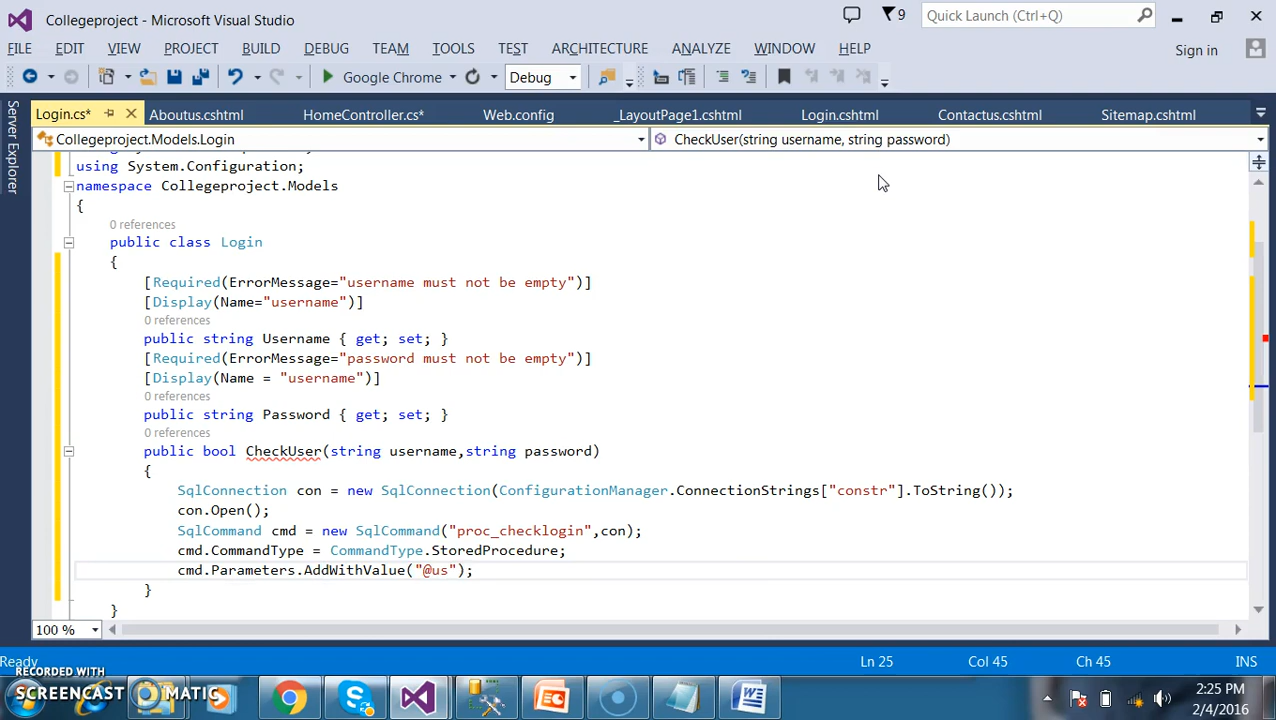 Collegeproject - Microsoft Visual Studio
9
Quick Launch (Ctrl+Q)
FILE EDIT VIEW PROJECT BUILD DEBUG TEAM TOOLS TEST ARCHITECTURE ANALYZE WINDOW HELP
Sign in
Google Chrome Debug
Server Explorer
Login.cs* Aboutus.cshtml HomeController.cs* Web.config _LayoutPage1.cshtml Login.cshtml Contactus.cshtml Sitemap.cshtml
Collegeproject.Models.Login CheckUser(string username, string password)
using System.Configuration;
namespace Collegeproject.Models
{
0 references
public class Login
{
[Required(ErrorMessage="username must not be empty")]
[Display(Name="username")]
0 references
public string Username { get; set; }
[Required(ErrorMessage="password must not be empty")]
[Display(Name = "username")]
0 references
public string Password { get; set; }
0 references
public bool CheckUser(string username,string password)
{
SqlConnection con = new SqlConnection(ConfigurationManager.ConnectionStrings["constr"].ToString());
con.Open();
SqlCommand cmd = new SqlCommand("proc_checklogin",con);
cmd.CommandType = CommandType.StoredProcedure;
cmd.Parameters.AddWithValue("@us");
}
}
100 %
Ready Ln 25 Col 45 Ch 45 INS
RECORDED WITH
SCREENCAST MATIC
2:25 PM
2/4/2016